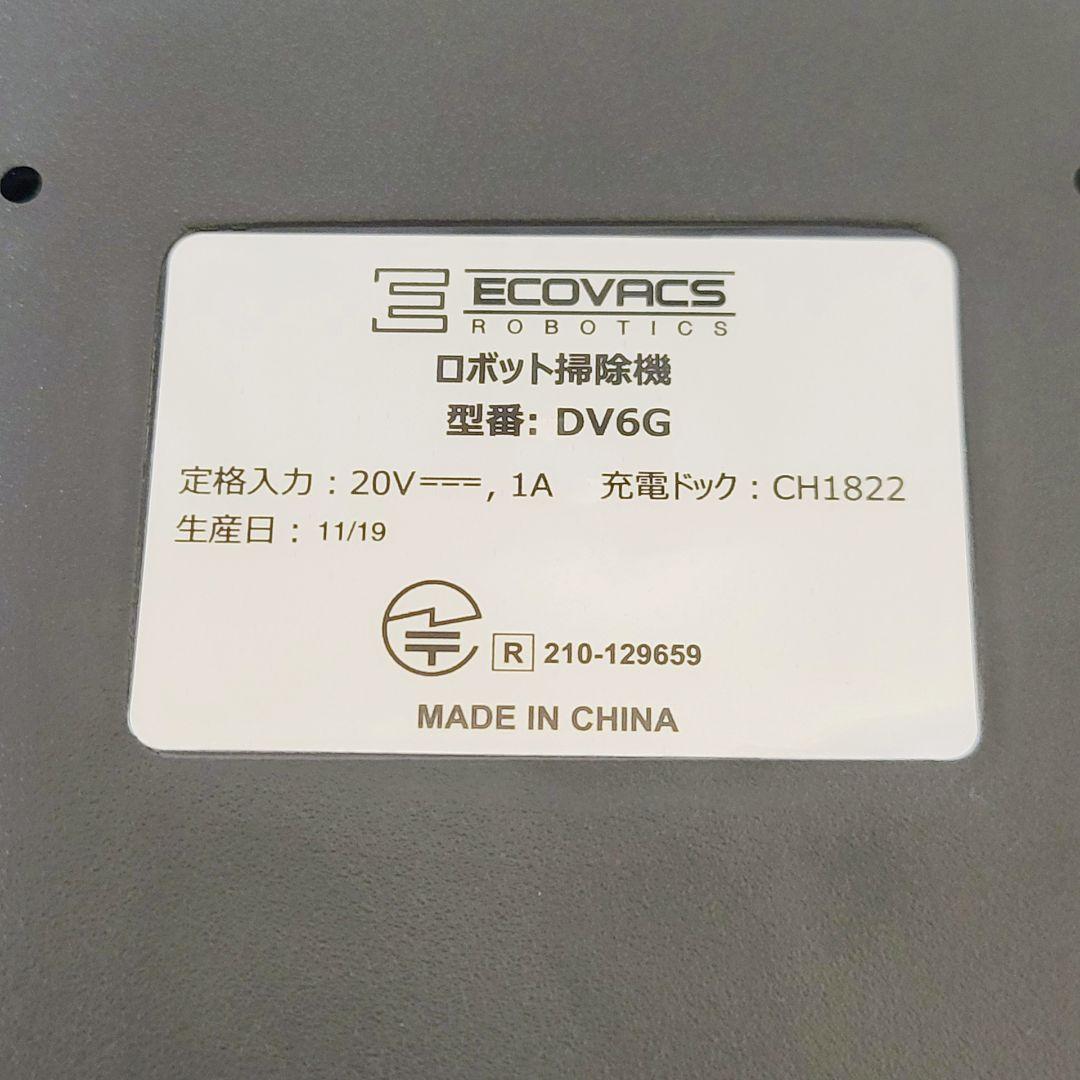 ECOVACS
ROBOTICS
ロボット掃除機
型番: DV6G
定格入力：20V⎓, 1A 充電ドック：CH1822
生産日：11/19
R 210-129659
MADE IN CHINA